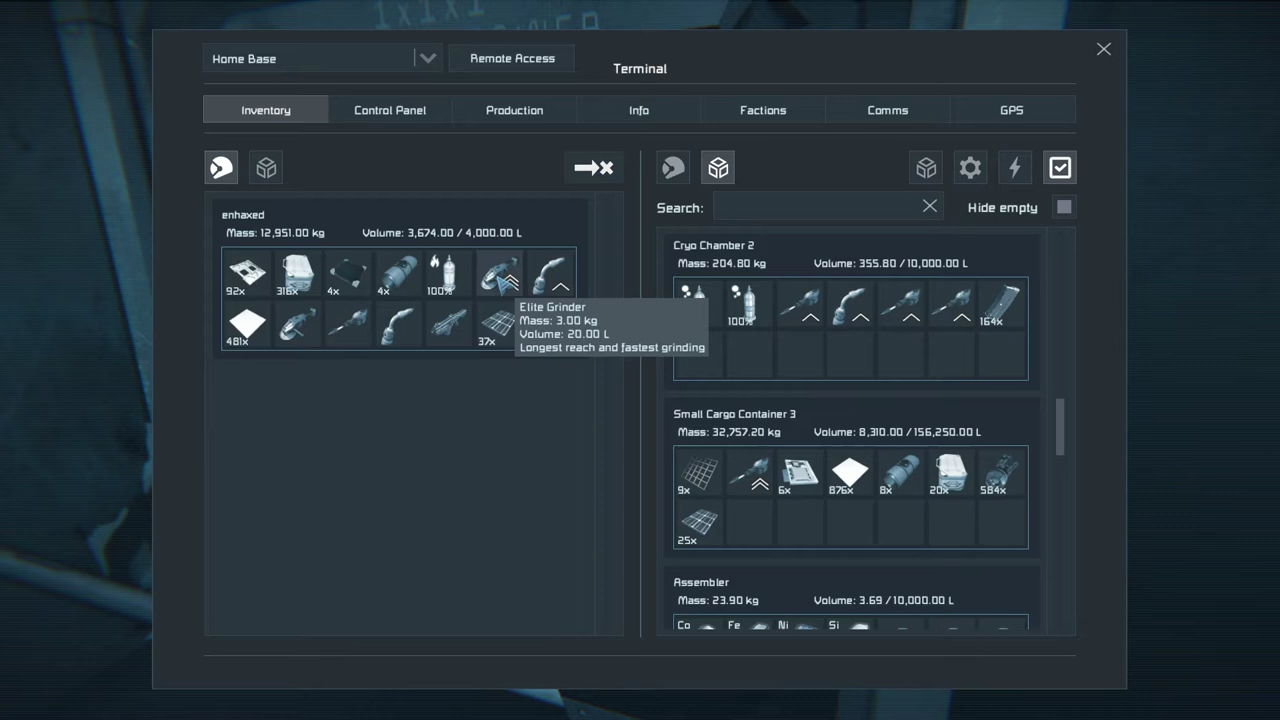 1x1x1
Home Base
Remote Access
Terminal
Inventory
Control Panel
Production
Info
Factions
Comms
GPS
Search:
Hide empty
enhaxed
Mass: 12,951.00 kg Volume: 3,674.00 / 4,000.00 L
92x 316x 4x 4x 100%
481x 37x
Elite Grinder
Mass: 3.00 kg
Volume: 20.00 L
Longest reach and fastest grinding
Cryo Chamber 2
Mass: 204.80 kg Volume: 355.80 / 10,000.00 L
100% 164x
Small Cargo Container 3
Mass: 32,757.20 kg Volume: 8,310.00 / 156,250.00 L
9x 6x 876x 8x 20x 584x
25x
Assembler
Mass: 23.90 kg Volume: 3.69 / 10,000.00 L
Co Fe Ni Si